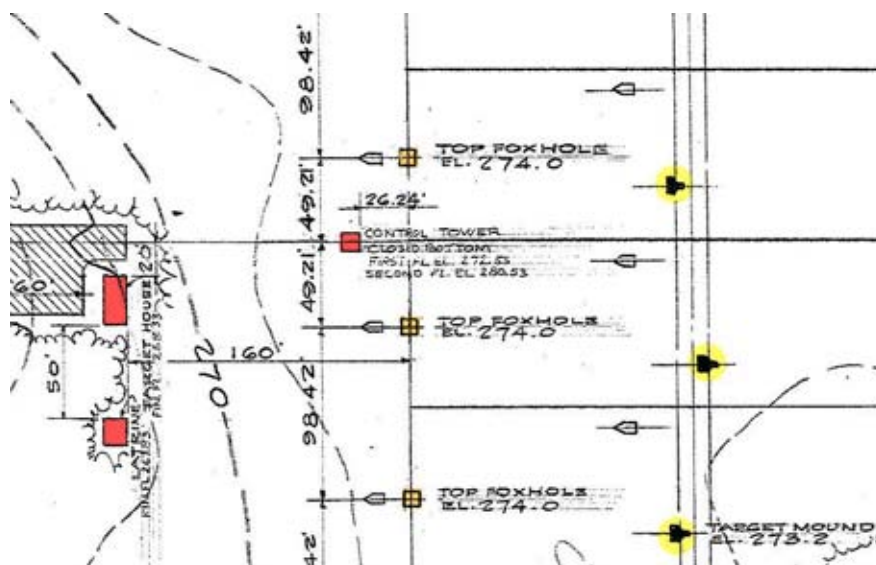 98.42'
TOP FOXHOLE
EL. 274.0
49.21'
26.24'
CONTROL TOWER
CLOSED BOTTOM
FIRST FL. EL. 272.53
SECOND FL. EL. 280.53
20'
60'
49.21'
TOP FOXHOLE
EL. 274.0
TARGET HOUSE
160'
270
50'
98.42'
LATRINE
TOP FOXHOLE
EL. 274.0
TARGET MOUND
EL. 273.2
42'